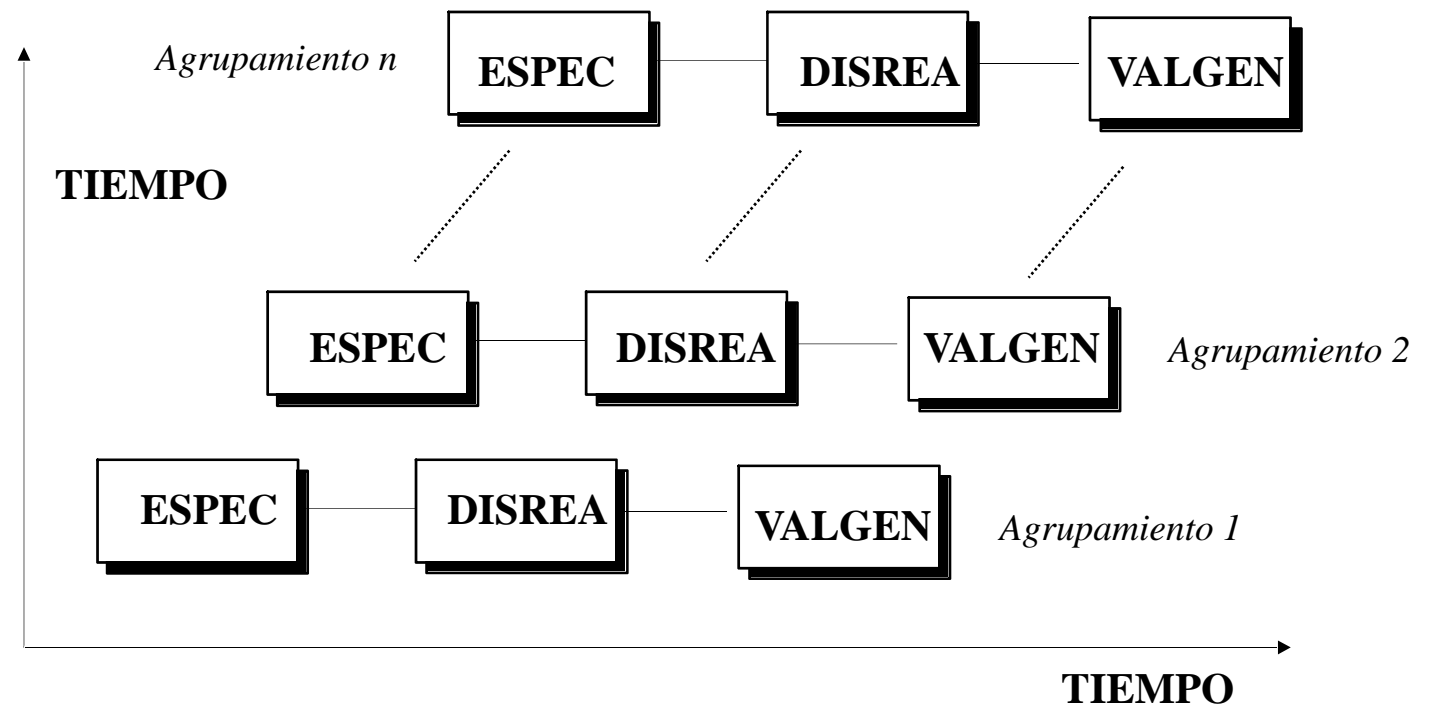 Agrupamiento n
ESPEC
DISREA
VALGEN
TIEMPO
ESPEC
DISREA
VALGEN
Agrupamiento 2
ESPEC
DISREA
VALGEN
Agrupamiento 1
TIEMPO